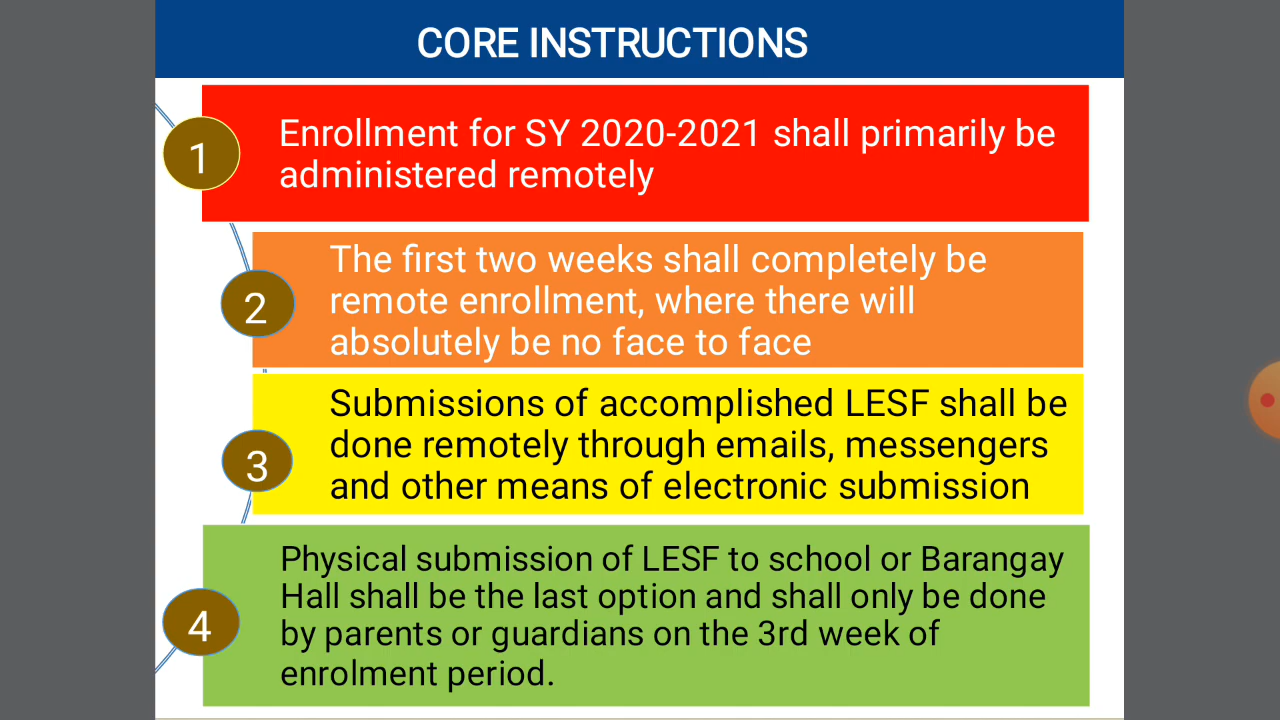 CORE INSTRUCTIONS
1
Enrollment for SY 2020-2021 shall primarily be
administered remotely
2
The first two weeks shall completely be
remote enrollment, where there will
absolutely be no face to face
3
Submissions of accomplished LESF shall be
done remotely through emails, messengers
and other means of electronic submission
4
Physical submission of LESF to school or Barangay
Hall shall be the last option and shall only be done
by parents or guardians on the 3rd week of
enrolment period.